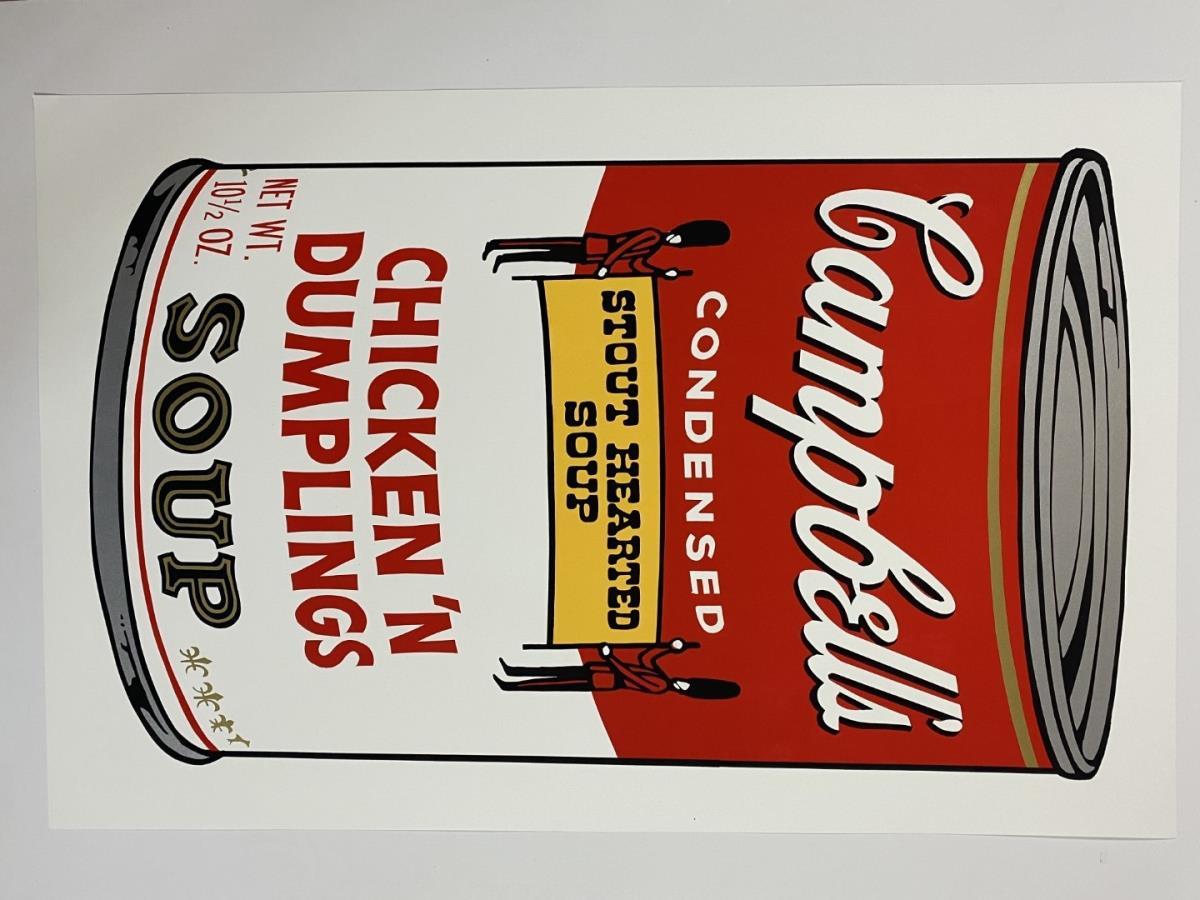 Campbell's
CONDENSED
STOUT HEARTED
SOUP
CHICKEN 'N
DUMPLINGS
NET WT.
10½ OZ.
SOUP